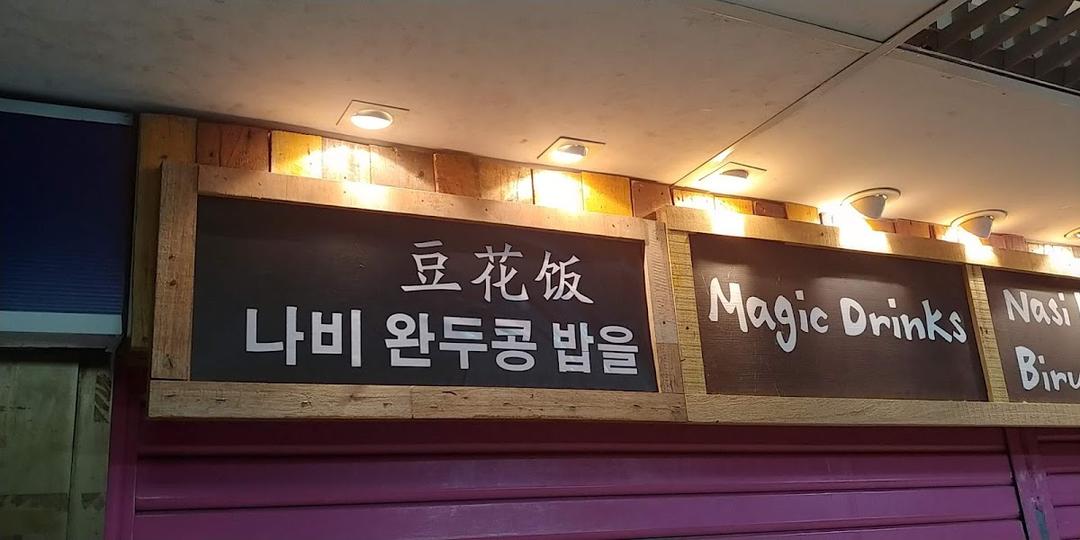 豆花饭
나비 완두콩 밥을
Magic Drinks
Nasi